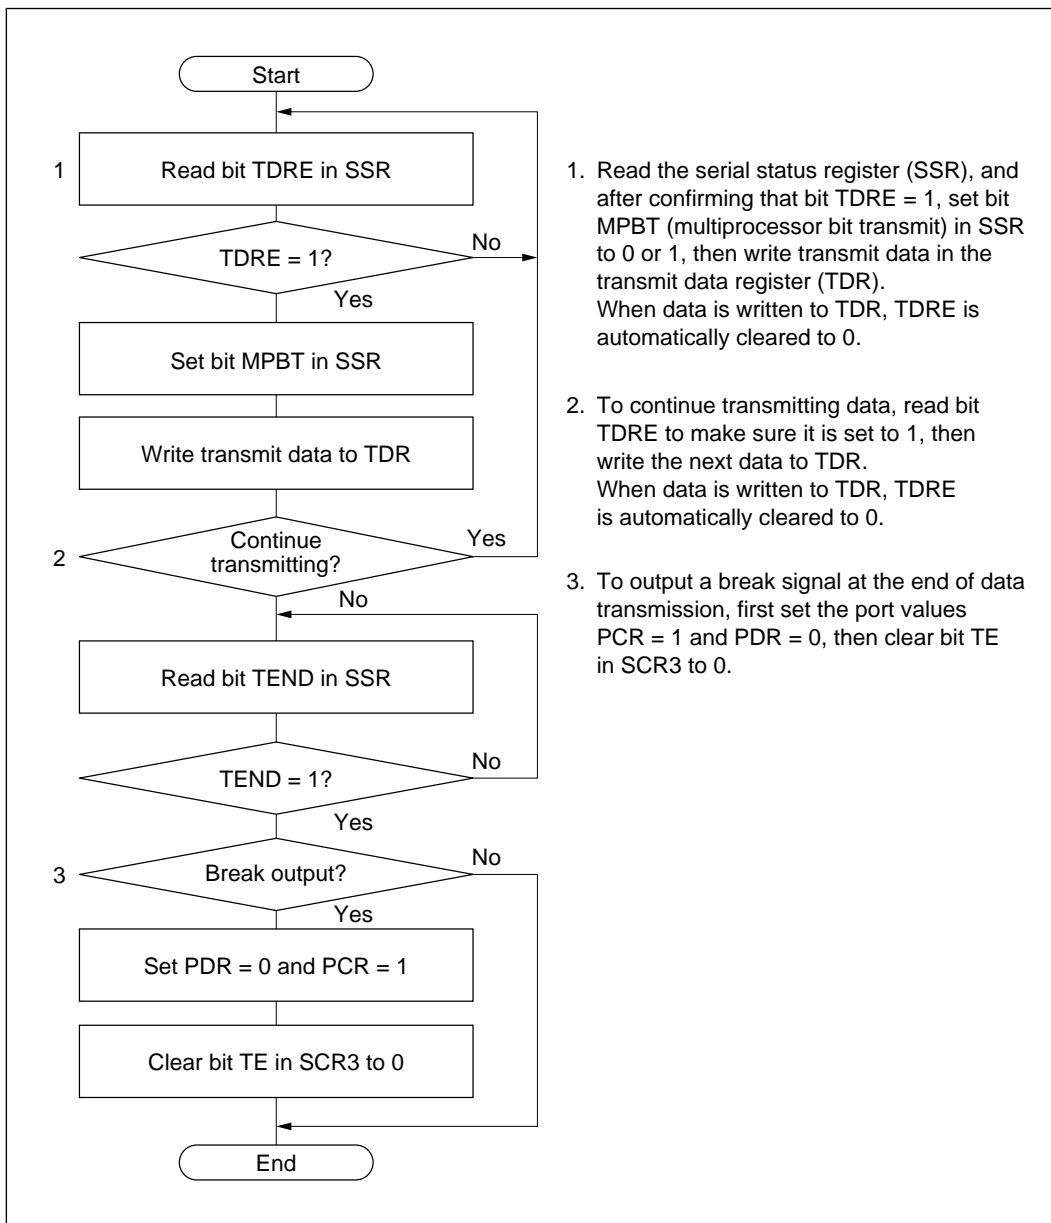 Start
1
Read bit TDRE in SSR
TDRE = 1?
No
Yes
Set bit MPBT in SSR
Write transmit data to TDR
2
Continue
transmitting?
Yes
No
Read bit TEND in SSR
TEND = 1?
No
Yes
3
Break output?
No
Yes
Set PDR = 0 and PCR = 1
Clear bit TE in SCR3 to 0
End
1. Read the serial status register (SSR), and
after confirming that bit TDRE = 1, set bit
MPBT (multiprocessor bit transmit) in SSR
to 0 or 1, then write transmit data in the
transmit data register (TDR).
When data is written to TDR, TDRE is
automatically cleared to 0.
2. To continue transmitting data, read bit
TDRE to make sure it is set to 1, then
write the next data to TDR.
When data is written to TDR, TDRE
is automatically cleared to 0.
3. To output a break signal at the end of data
transmission, first set the port values
PCR = 1 and PDR = 0, then clear bit TE
in SCR3 to 0.